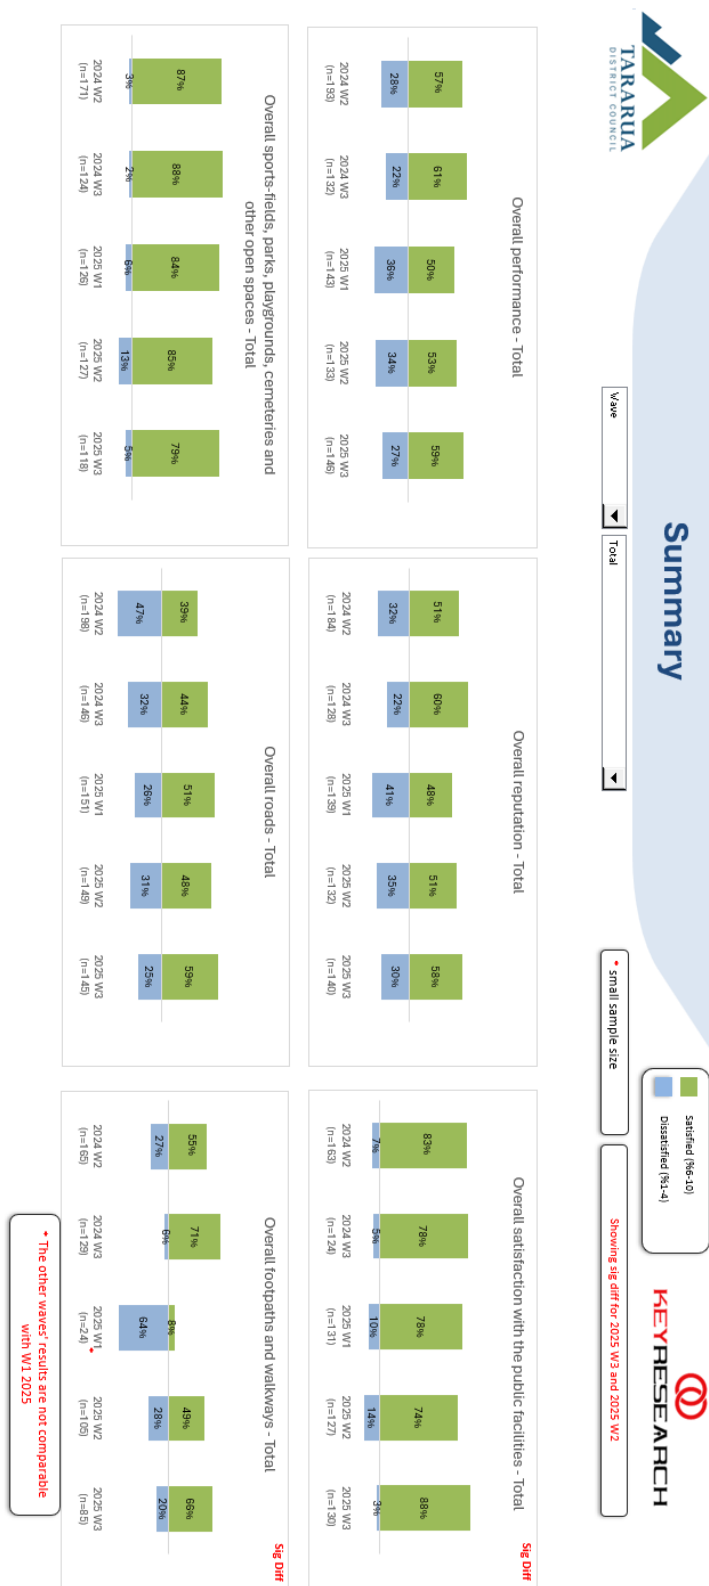 TARARUA
DISTRICT COUNCIL
Summary
Satisfied (%6-10)
Dissatisfied (%1-4)
KEYRESEARCH
Wave
Total
* small sample size
Showing sig diff for 2025 W3 and 2025 W2
Overall performance - Total
57%
61%
50%
53%
59%
28%
22%
36%
34%
27%
2024 W2
2024 W3
2025 W1
2025 W2
2025 W3
(n=193)
(n=132)
(n=143)
(n=133)
(n=146)
Overall reputation - Total
51%
60%
48%
51%
58%
32%
22%
41%
35%
30%
2024 W2
2024 W3
2025 W1
2025 W2
2025 W3
(n=184)
(n=128)
(n=139)
(n=132)
(n=140)
Overall satisfaction with the public facilities - Total
Sig Diff
83%
78%
78%
74%
88%
7%
5%
10%
14%
3%
2024 W2
2024 W3
2025 W1
2025 W2
2025 W3
(n=163)
(n=124)
(n=131)
(n=127)
(n=130)
Overall sports-fields, parks, playgrounds, cemeteries and
other open spaces - Total
87%
88%
84%
85%
79%
3%
2%
6%
13%
5%
2024 W2
2024 W3
2025 W1
2025 W2
2025 W3
(n=171)
(n=124)
(n=126)
(n=127)
(n=118)
Overall roads - Total
39%
44%
51%
48%
59%
47%
32%
26%
31%
25%
2024 W2
2024 W3
2025 W1
2025 W2
2025 W3
(n=198)
(n=146)
(n=151)
(n=149)
(n=145)
Overall footpaths and walkways - Total
Sig Diff
55%
71%
8%
49%
66%
27%
6%
64%
28%
20%
2024 W2
2024 W3
2025 W1
2025 W2
2025 W3
(n=165)
(n=129)
(n=24) *
(n=105)
(n=85)
* The other waves' results are not comparable
with W1 2025